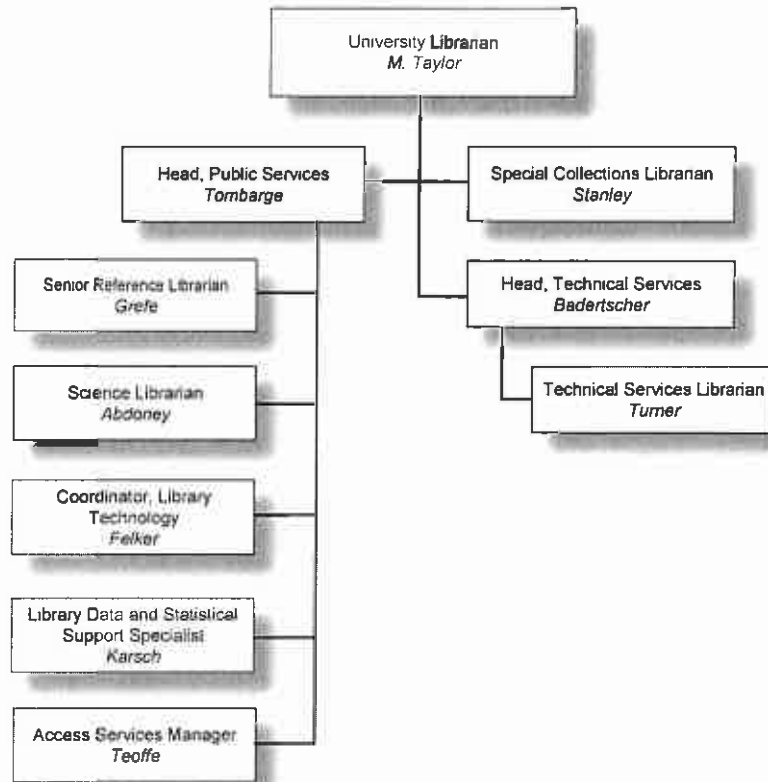 University Librarian
M. Taylor
Head, Public Services
Tombarge
Special Collections Librarian
Stanley
Senior Reference Librarian
Grefe
Head, Technical Services
Badertscher
Science Librarian
Abdoney
Technical Services Librarian
Turner
Coordinator, Library
Technology
Felker
Library Data and Statistical
Support Specialist
Karsch
Access Services Manager
Teoffe